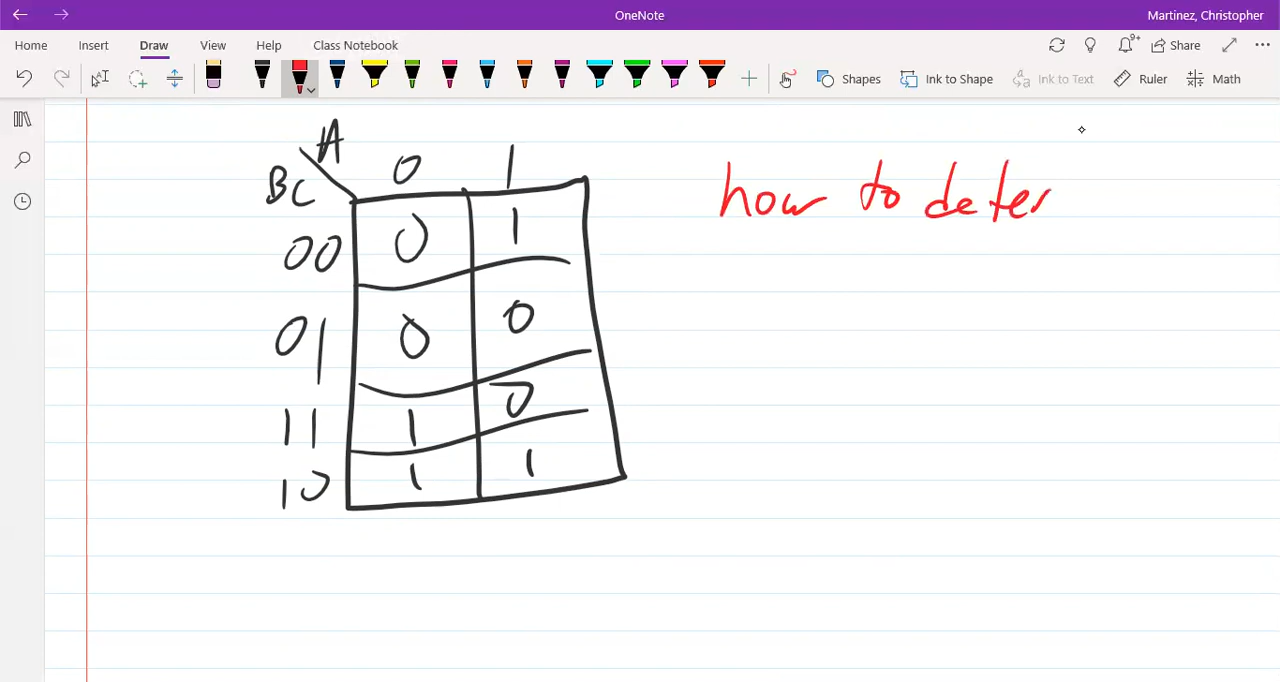 OneNote
Martínez, Christopher
Home Insert Draw View Help Class Notebook
Share
Shapes Ink to Shape Ink to Text Ruler Math
A
BC 0 1
00 0 1
01 0 0
11 1 0
10 1 1
how to deter